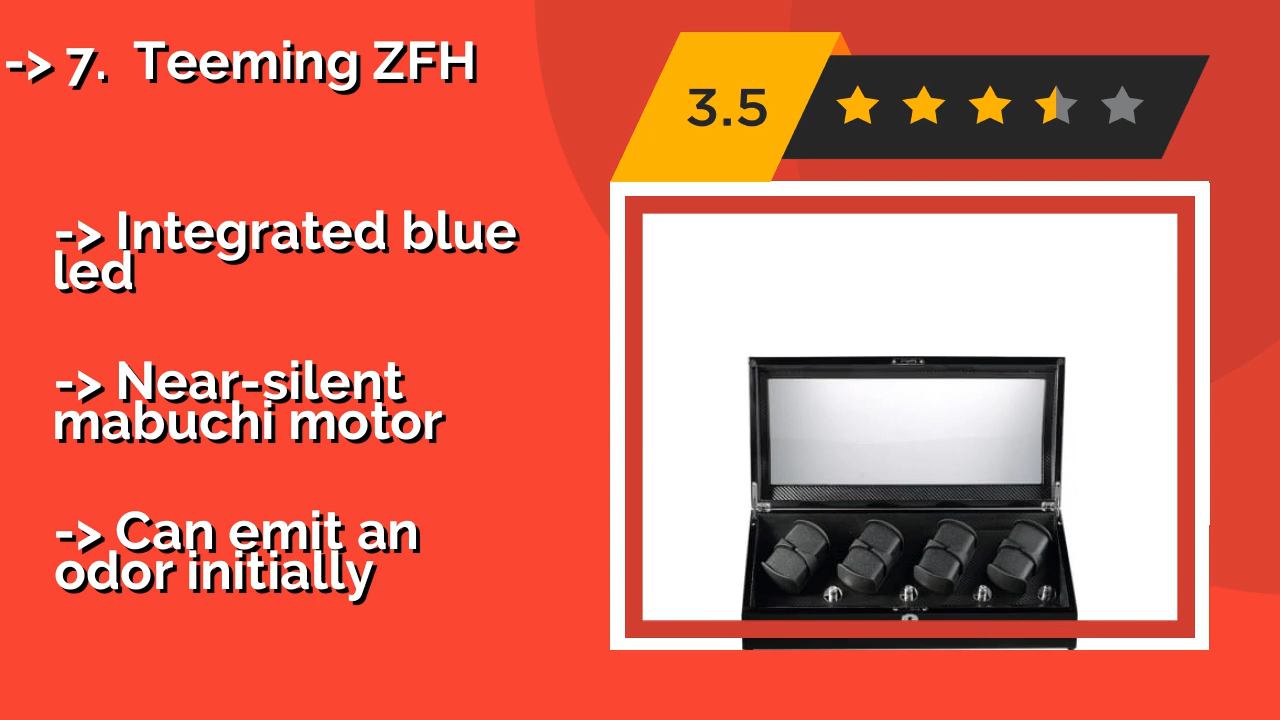 -> 7.  Teeming ZFH
3.5
-> Integrated blue
led
-> Near-silent
mabuchi motor
-> Can emit an
odor initially